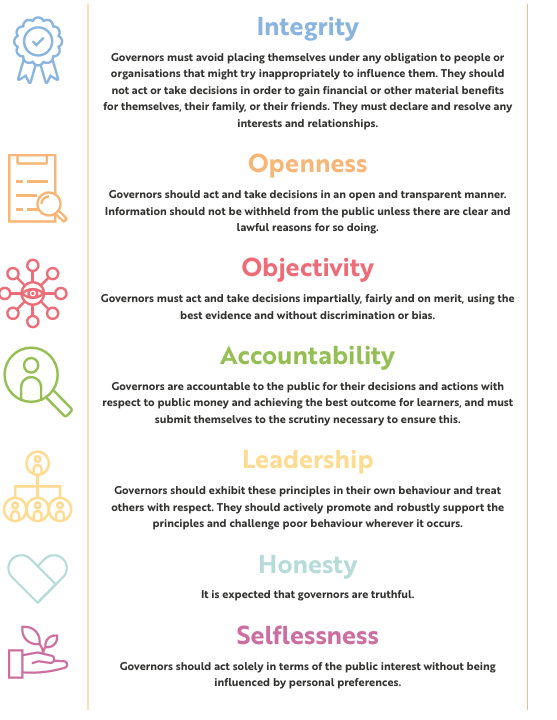 Integrity
Governors must avoid placing themselves under any obligation to people or
organisations that might try inappropriately to influence them. They should
not act or take decisions in order to gain financial or other material benefits
for themselves, their family, or their friends. They must declare and resolve any
interests and relationships.
Openness
Governors should act and take decisions in an open and transparent manner.
Information should not be withheld from the public unless there are clear and
lawful reasons for so doing.
Objectivity
Governors must act and take decisions impartially, fairly and on merit, using the
best evidence and without discrimination or bias.
Accountability
Governors are accountable to the public for their decisions and actions with
respect to public money and achieving the best outcome for learners, and must
submit themselves to the scrutiny necessary to ensure this.
Leadership
Governors should exhibit these principles in their own behaviour and treat
others with respect. They should actively promote and robustly support the
principles and challenge poor behaviour wherever it occurs.
Honesty
It is expected that governors are truthful.
Selflessness
Governors should act solely in terms of the public interest without being
influenced by personal preferences.